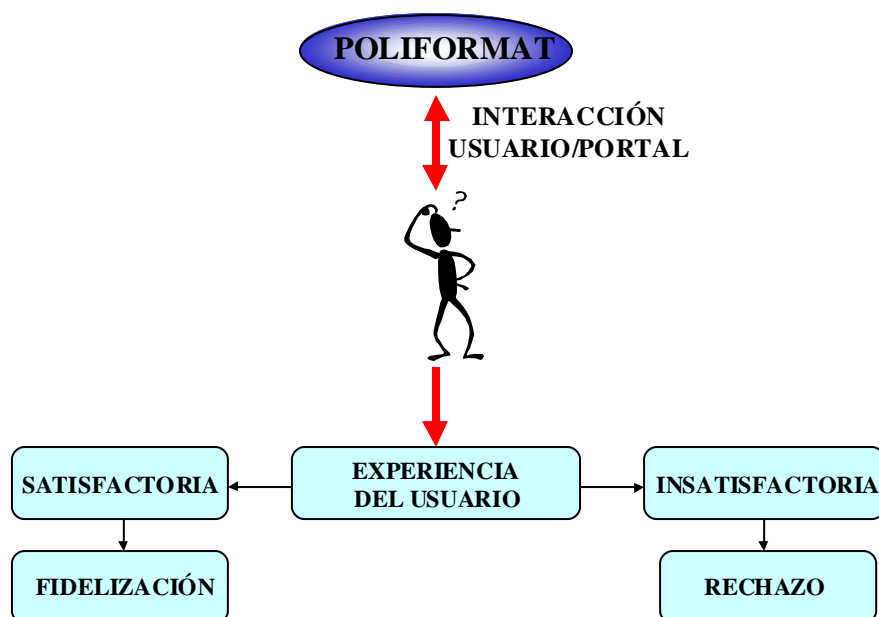 POLIFORMAT
INTERACCIÓN
USUARIO/PORTAL
?
SATISFACTORIA
EXPERIENCIA
DEL USUARIO
INSATISFACTORIA
FIDELIZACIÓN
RECHAZO